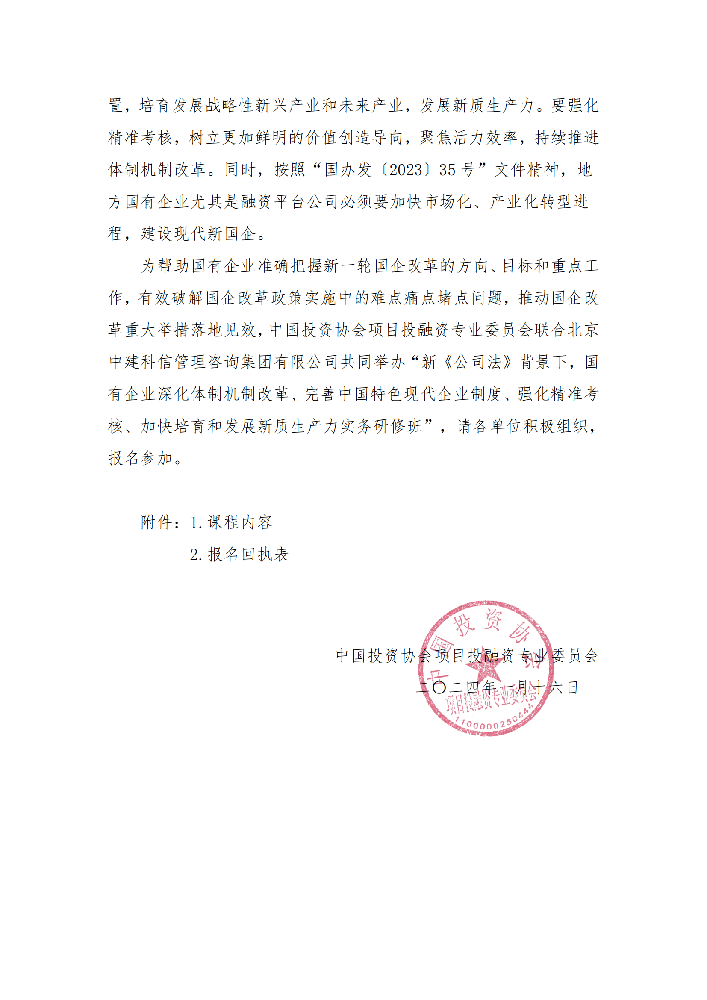 置，培育发展战略性新兴产业和未来产业，发展新质生产力。要强化
精准考核，树立更加鲜明的价值创造导向，聚焦活力效率，持续推进
体制机制改革。同时，按照“国办发〔2023〕35 号”文件精神，地
方国有企业尤其是融资平台公司必须要加快市场化、产业化转型进
程，建设现代新国企。
为帮助国有企业准确把握新一轮国企改革的方向、目标和重点工
作，有效破解国企改革政策实施中的难点痛点堵点问题，推动国企改
革重大举措落地见效，中国投资协会项目投融资专业委员会联合北京
中建科信管理咨询集团有限公司共同举办“新《公司法》背景下，国
有企业深化体制机制改革、完善中国特色现代企业制度、强化精准考
核、加快培育和发展新质生产力实务研修班”，请各单位积极组织，
报名参加。
附件：1. 课程内容
2. 报名回执表
中国投资协会项目投融资专业委员会
二〇二四年一月十六日
中国投资协会
项目投融资专业委员会
1100000250444